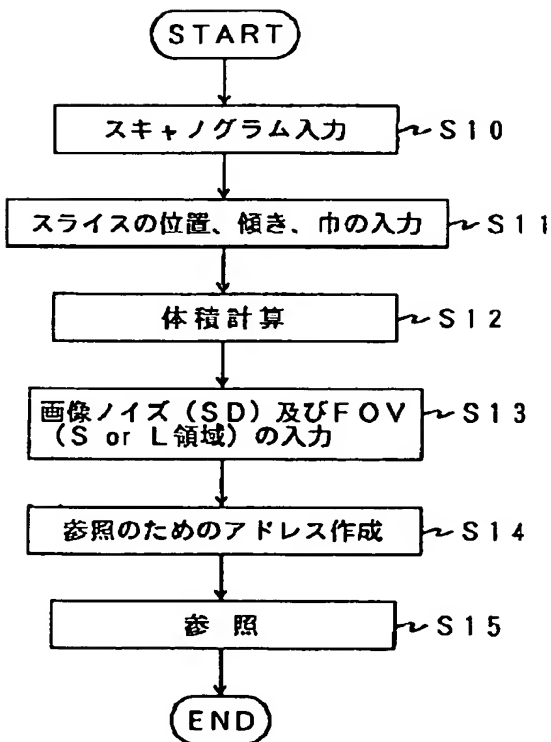 START
スキャノグラム入力 S10
スライスの位置、傾き、巾の入力 S11
体積計算 S12
画像ノイズ(SD)及びFOV S13
(S or L領域)の入力
参照のためのアドレス作成 S14
参照 S15
END